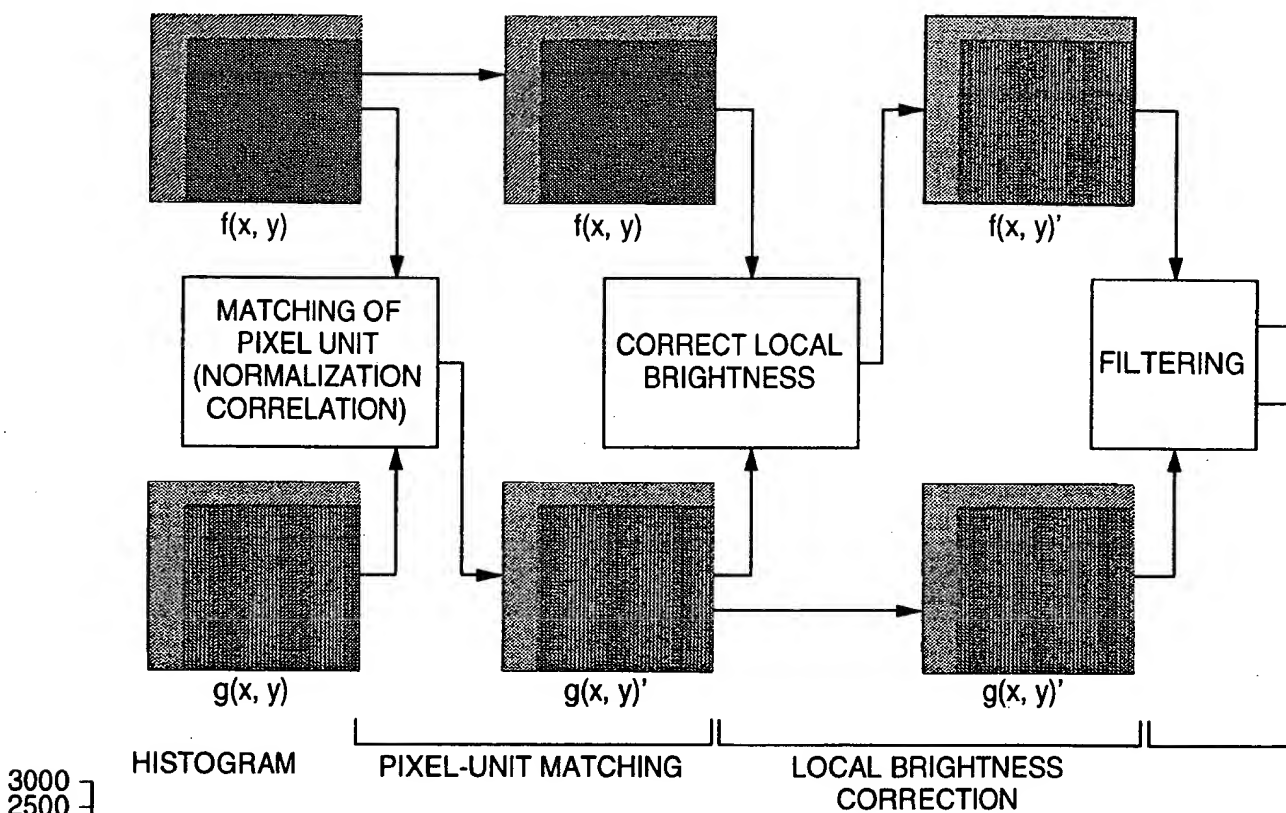 f(x, y)
f(x, y)
f(x, y)'
MATCHING OF
PIXEL UNIT
(NORMALIZATION
CORRELATION)
CORRECT LOCAL
BRIGHTNESS
FILTERING
g(x, y)
g(x, y)'
g(x, y)'
HISTOGRAM
PIXEL-UNIT MATCHING
LOCAL BRIGHTNESS
CORRECTION
3000
2500